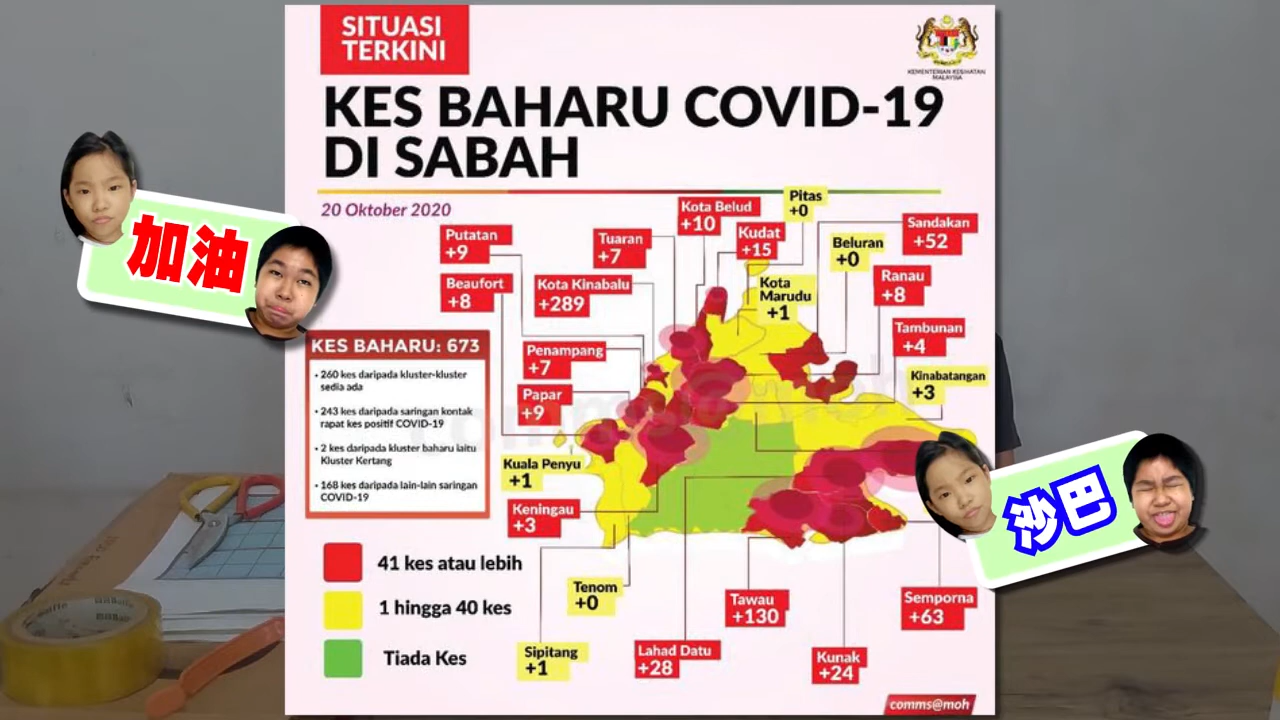 SITUASI
TERKINI
KEMENTERIAN KESIHATAN
MALAYSIA
KES BAHARU COVID-19
DI SABAH
20 Oktober 2020
加油
Putatan
+9
Tuaran
+7
Kota Belud
+10
Pitas
+0
Kudat
+15
Beluran
+0
Sandakan
+52
Beaufort
+8
Kota Kinabalu
+289
Kota
Marudu
+1
Ranau
+8
Tambunan
+4
KES BAHARU: 673
• 260 kes daripada kluster-kluster
sedia ada
• 243 kes daripada saringan kontak
rapat kes positif COVID-19
• 2 kes daripada kluster baharu iaitu
Kluster Kertang
• 168 kes daripada lain-lain saringan
COVID-19
Penampang
+7
Papar
+9
Kinabatangan
+3
Kuala Penyu
+1
Keningau
+3
沙巴
41 kes atau lebih
1 hingga 40 kes
Tiada Kes
Tenom
+0
Tawau
+130
Semporna
+63
Sipitang
+1
Lahad Datu
+28
Kunak
+24
comms@moh